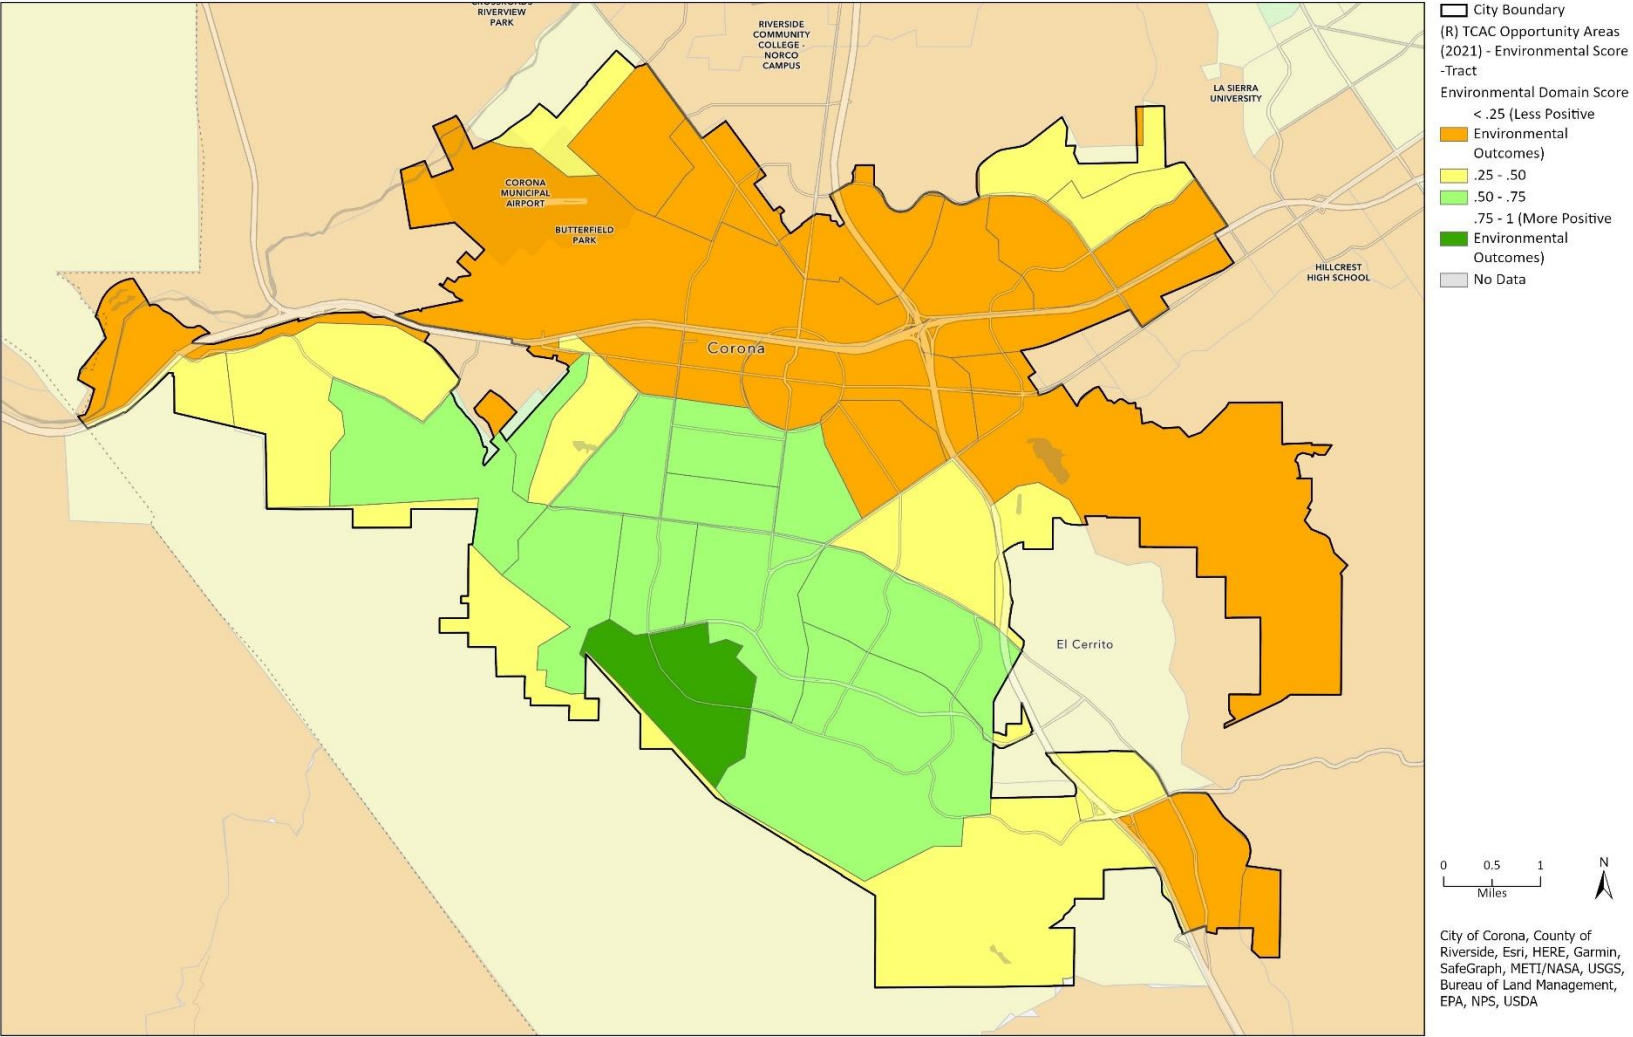 CROSSROADS
RIVERVIEW
PARK
RIVERSIDE
COMMUNITY
COLLEGE -
NORCO
CAMPUS
LA SIERRA
UNIVERSITY
CORONA
MUNICIPAL
AIRPORT
BUTTERFIELD
PARK
HILLCREST
HIGH SCHOOL
Corona
El Cerrito
City Boundary
(R) TCAC Opportunity Areas
(2021) - Environmental Score
-Tract
Environmental Domain Score
< .25 (Less Positive
Environmental
Outcomes)
.25 - .50
.50 - .75
.75 - 1 (More Positive
Environmental
Outcomes)
No Data
0 0.5 1
Miles
N
City of Corona, County of
Riverside, Esri, HERE, Garmin,
SafeGraph, METI/NASA, USGS,
Bureau of Land Management,
EPA, NPS, USDA